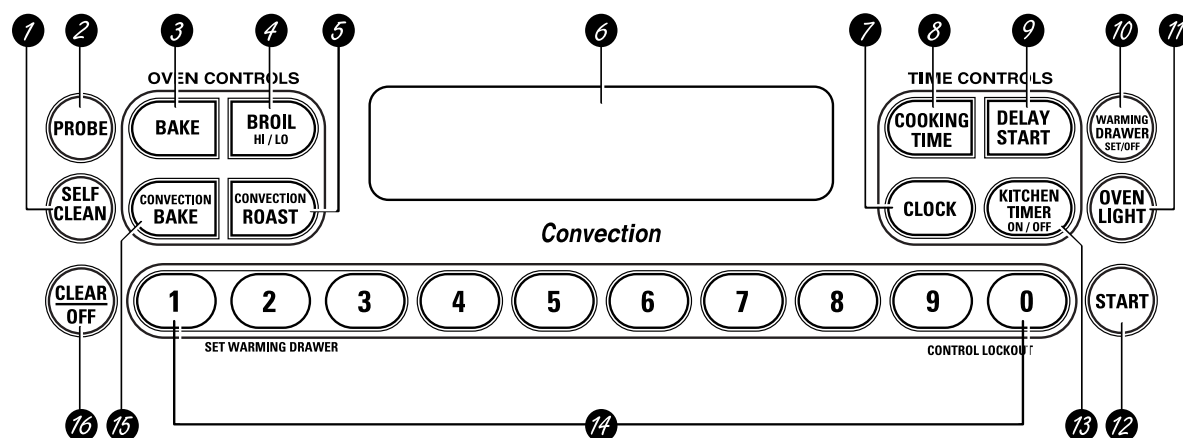 1 2 3 4 5 6 7 8 9 10 11
OVEN CONTROLS
TIME CONTROLS
PROBE
BAKE
BROIL
HI / LO
COOKING
TIME
DELAY
START
WARMING
DRAWER
SET/OFF
SELF
CLEAN
CONVECTION
BAKE
CONVECTION
ROAST
CLOCK
KITCHEN
TIMER
ON / OFF
OVEN
LIGHT
Convection
CLEAR
OFF
1 2 3 4 5 6 7 8 9 0
START
SET WARMING DRAWER
CONTROL LOCKOUT
16 15 14 13 12